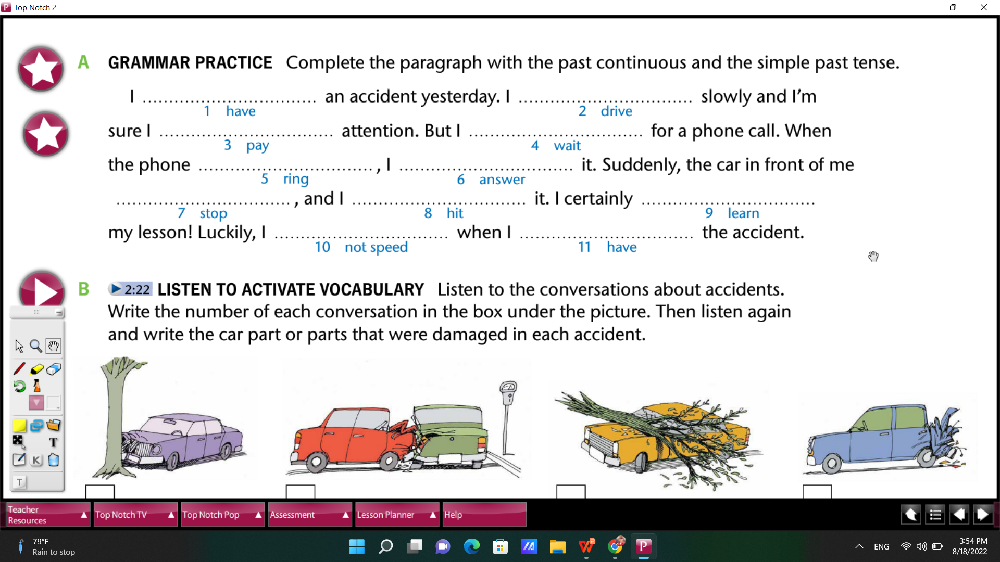 Top Notch 2
A GRAMMAR PRACTICE Complete the paragraph with the past continuous and the simple past tense.
I ................................. an accident yesterday. I ................................. slowly and I'm
1 have 2 drive
sure I ................................. attention. But I ................................. for a phone call. When
3 pay 4 wait
the phone ................................. , I ................................. it. Suddenly, the car in front of me
5 ring 6 answer
................................. , and I ................................. it. I certainly .................................
7 stop 8 hit 9 learn
my lesson! Luckily, I ................................. when I ................................. the accident.
10 not speed 11 have
B 2:22 LISTEN TO ACTIVATE VOCABULARY Listen to the conversations about accidents.
Write the number of each conversation in the box under the picture. Then listen again
and write the car part or parts that were damaged in each accident.
T
K
T
Teacher
Resources
Top Notch TV
Top Notch Pop
Assessment
Lesson Planner
Help
79°F
Rain to stop
ENG
3:54 PM
8/18/2022